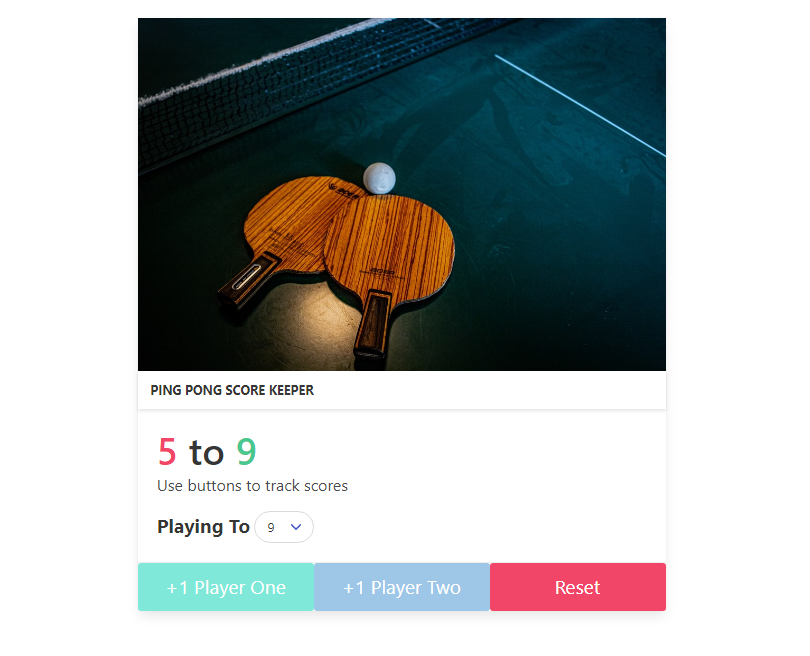 PING PONG SCORE KEEPER
5 to 9
Use buttons to track scores
Playing To 9
+1 Player One +1 Player Two Reset